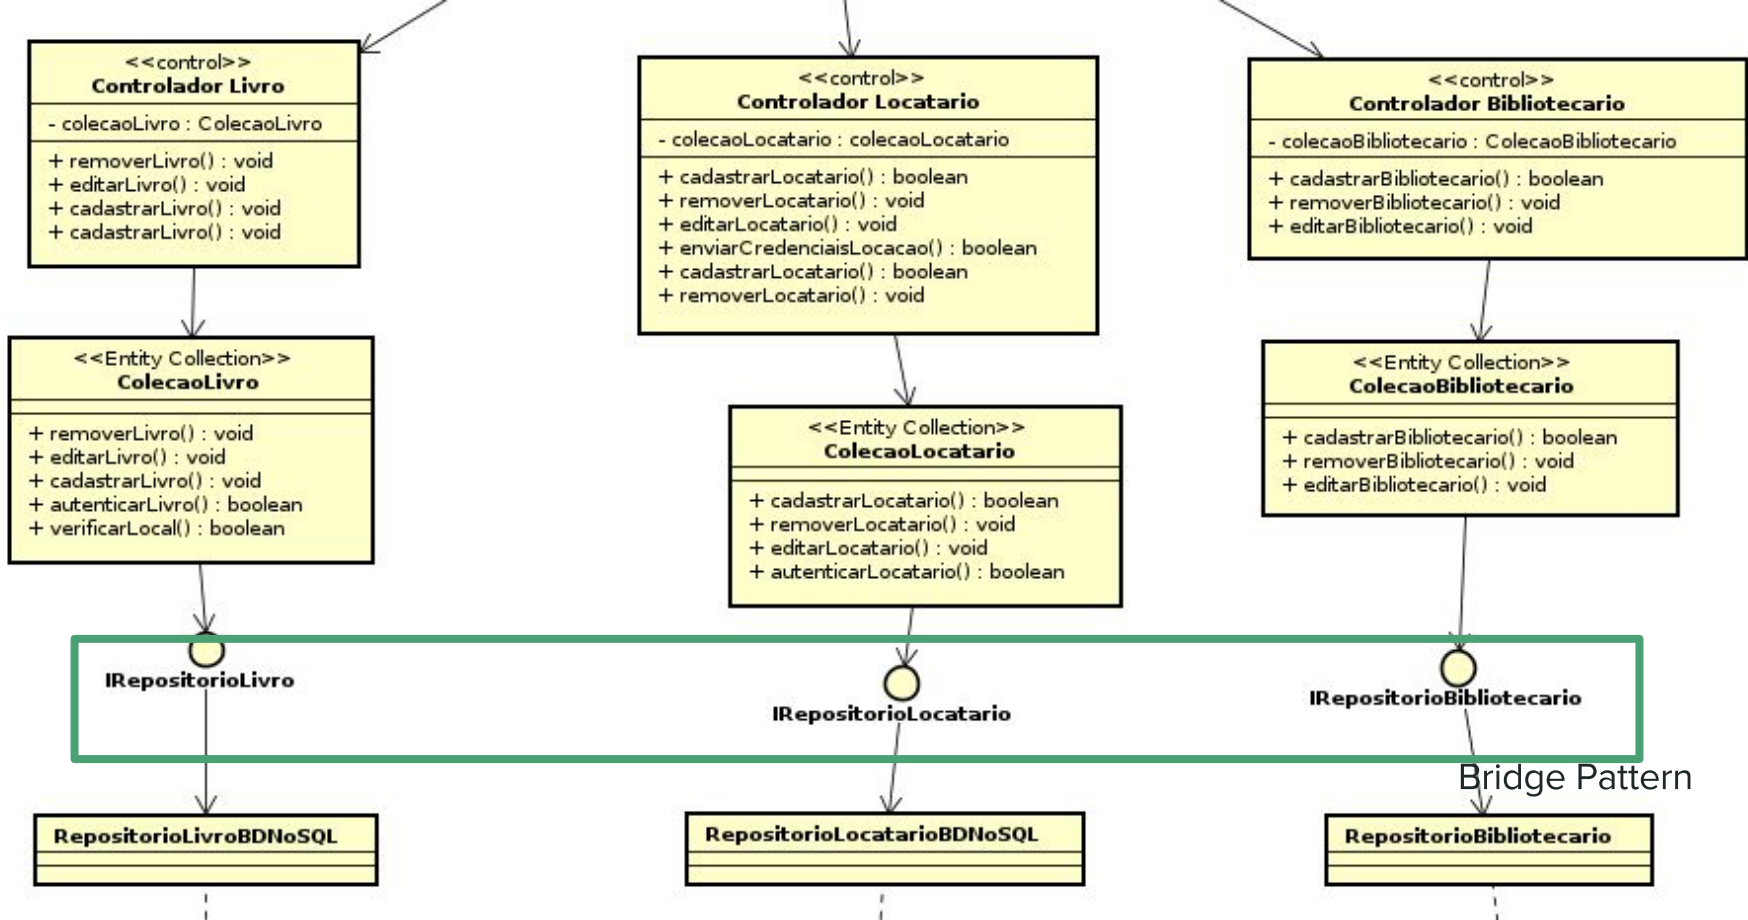 <<control>>
Controlador Livro
- colecaoLivro : ColecaoLivro
+ removerLivro() : void
+ editarLivro() : void
+ cadastrarLivro() : void
+ cadastrarLivro() : void
<<control>>
Controlador Locatario
- colecaoLocatario : colecaoLocatario
+ cadastrarLocatario() : boolean
+ removerLocatario() : void
+ editarLocatario() : void
+ enviarCredenciaisLocacao() : boolean
+ cadastrarLocatario() : boolean
+ removerLocatario() : void
<<control>>
Controlador Bibliotecario
- colecaoBibliotecario : ColecaoBibliotecario
+ cadastrarBibliotecario() : boolean
+ removerBibliotecario() : void
+ editarBibliotecario() : void
<<Entity Collection>>
ColecaoLivro
+ removerLivro() : void
+ editarLivro() : void
+ cadastrarLivro() : void
+ autenticarLivro() : boolean
+ verificarLocal() : boolean
<<Entity Collection>>
ColecaoLocatario
+ cadastrarLocatario() : boolean
+ removerLocatario() : void
+ editarLocatario() : void
+ autenticarLocatario() : boolean
<<Entity Collection>>
ColecaoBibliotecario
+ cadastrarBibliotecario() : boolean
+ removerBibliotecario() : void
+ editarBibliotecario() : void
IRepositorioLivro
IRepositorioLocatario
IRepositorioBibliotecario
Bridge Pattern
RepositorioLivroBDNoSQL
RepositorioLocatarioBDNoSQL
RepositorioBibliotecario